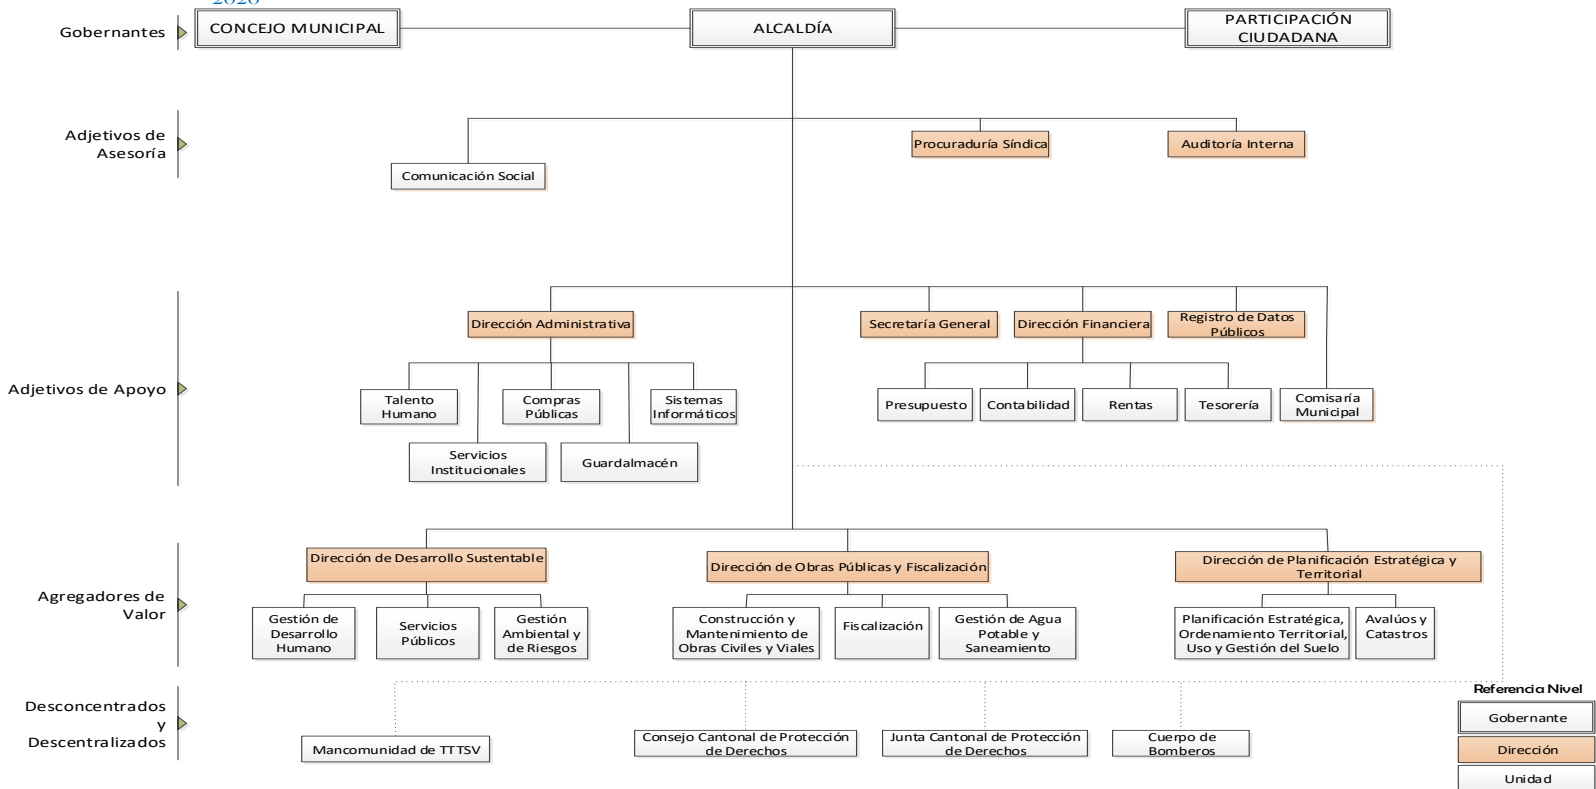 2020
Gobernantes
CONCEJO MUNICIPAL
ALCALDÍA
PARTICIPACIÓN
CIUDADANA
Adjetivos de
Asesoría
Procuraduría Síndica
Auditoría Interna
Comunicación Social
Adjetivos de Apoyo
Dirección Administrativa
Secretaría General
Dirección Financiera
Registro de Datos
Públicos
Talento
Humano
Compras
Públicas
Sistemas
Informáticos
Presupuesto
Contabilidad
Rentas
Tesorería
Comisaría
Municipal
Servicios
Institucionales
Guardalmacén
Agregadores de
Valor
Dirección de Desarrollo Sustentable
Dirección de Obras Públicas y Fiscalización
Dirección de Planificación Estratégica y
Territorial
Gestión de
Desarrollo
Humano
Servicios
Públicos
Gestión
Ambiental y
de Riesgos
Construcción y
Mantenimiento de
Obras Civiles y Viales
Fiscalización
Gestión de Agua
Potable y
Saneamiento
Planificación Estratégica,
Ordenamiento Territorial,
Uso y Gestión del Suelo
Avalúos y
Catastros
Desconcentrados
y
Descentralizados
Mancomunidad de TTTSV
Consejo Cantonal de Protección
de Derechos
Junta Cantonal de Protección
de Derechos
Cuerpo de
Bomberos
Referencia Nivel
Gobernante
Dirección
Unidad